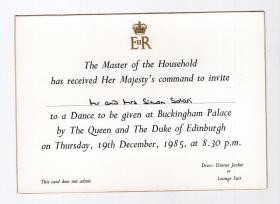 EIIR
The Master of the Household
has received Her Majesty's command to invite
Mr and Mrs Simon
to a Dance to be given at Buckingham Palace
by The Queen and The Duke of Edinburgh
on Thursday, 19th December, 1985, at 8.30 p.m.
Dress: Dinner Jacket
or
Lounge Suit
This card does not admit